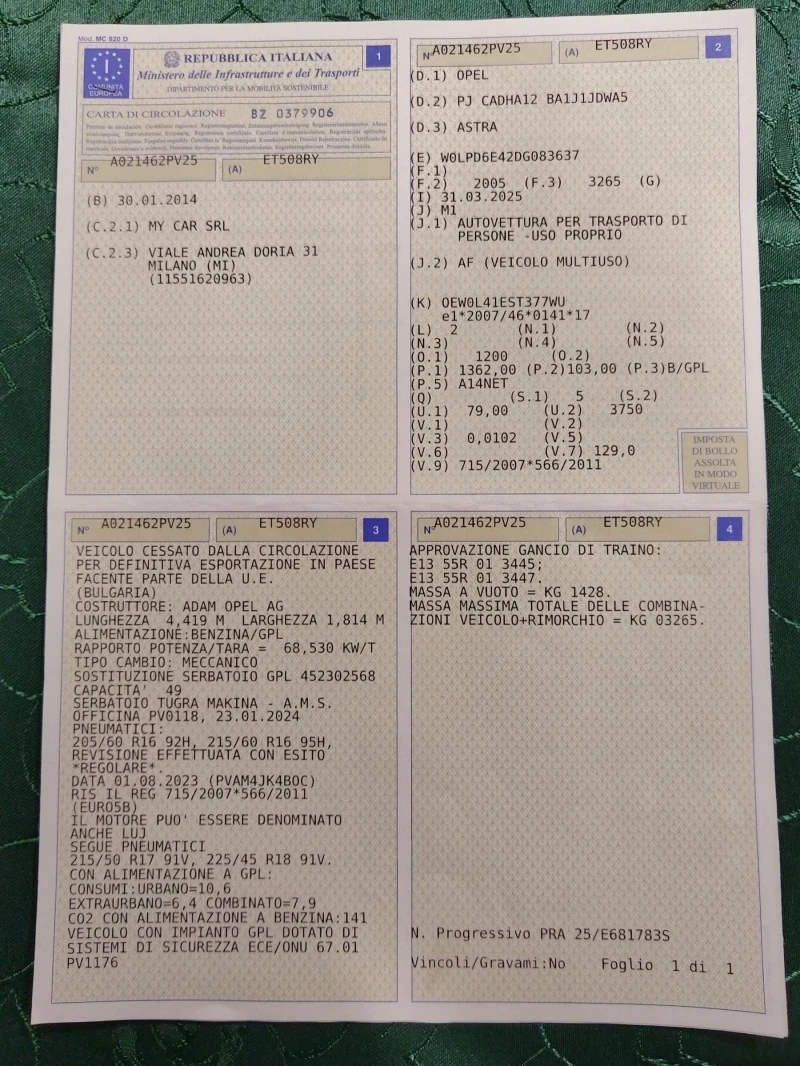 Mod. MC 820 D
COMUNITA'
EUROPEA
I
REPUBBLICA ITALIANA
1
Ministero delle Infrastrutture e dei Trasporti
DIPARTIMENTO PER LA MOBILITÀ SOSTENIBILE
CARTA DI CIRCOLAZIONE BZ 0379906
N° A021462PV25 (A) ET508RY
(B) 30.01.2014
(C.2.1) MY CAR SRL
(C.2.3) VIALE ANDREA DORIA 31
MILANO (MI)
(11551620963)
N° A021462PV25 (A) ET508RY 2
(D.1) OPEL
(D.2) PJ CADHA12 BA1J1JDWA5
(D.3) ASTRA
(E) W0LPD6E42DG083637
(F.1)
(F.2) 2005 (F.3) 3265 (G)
(I) 31.03.2025
(J) M1
(J.1) AUTOVETTURA PER TRASPORTO DI
PERSONE -USO PROPRIO
(J.2) AF (VEICOLO MULTIUSO)
(K) OEW0L41EST377WU
e1*2007/46*0141*17
(L) 2 (N.1) (N.2)
(N.3) (N.4) (N.5)
(O.1) 1200 (O.2)
(P.1) 1362,00 (P.2)103,00 (P.3)B/GPL
(P.5) A14NET
(Q) (S.1) 5 (S.2)
(U.1) 79,00 (U.2) 3750
(V.1) (V.2)
(V.3) 0,0102 (V.5)
(V.6) (V.7) 129,0
(V.9) 715/2007*566/2011
IMPOSTA
DI BOLLO
ASSOLTA
IN MODO
VIRTUALE
N° A021462PV25 (A) ET508RY 3
VEICOLO CESSATO DALLA CIRCOLAZIONE
PER DEFINITIVA ESPORTAZIONE IN PAESE
FACENTE PARTE DELLA U.E.
(BULGARIA)
COSTRUTTORE: ADAM OPEL AG
LUNGHEZZA 4,419 M LARGHEZZA 1,814 M
ALIMENTAZIONE:BENZINA/GPL
RAPPORTO POTENZA/TARA = 68,530 KW/T
TIPO CAMBIO: MECCANICO
SOSTITUZIONE SERBATOIO GPL 452302568
CAPACITA' 49
SERBATOIO TUGRA MAKINA - A.M.S.
OFFICINA PV0118, 23.01.2024
PNEUMATICI:
205/60 R16 92H, 215/60 R16 95H,
REVISIONE EFFETTUATA CON ESITO
*REGOLARE*.
DATA 01.08.2023 (PVAM4JK4BOC)
RIS IL REG 715/2007*566/2011
(EURO5B)
IL MOTORE PUO' ESSERE DENOMINATO
ANCHE LUJ
SEGUE PNEUMATICI
215/50 R17 91V, 225/45 R18 91V.
CON ALIMENTAZIONE A GPL:
CONSUMI:URBANO=10,6
EXTRAURBANO=6,4 COMBINATO=7,9
CO2 CON ALIMENTAZIONE A BENZINA:141
VEICOLO CON IMPIANTO GPL DOTATO DI
SISTEMI DI SICUREZZA ECE/ONU 67.01
PV1176
N° A021462PV25 (A) ET508RY 4
APPROVAZIONE GANCIO DI TRAINO:
E13 55R 01 3445;
E13 55R 01 3447.
MASSA A VUOTO = KG 1428.
MASSA MASSIMA TOTALE DELLE COMBINA-
ZIONI VEICOLO+RIMORCHIO = KG 03265.
N. Progressivo PRA 25/E681783S
Vincoli/Gravami:No Foglio 1 di 1